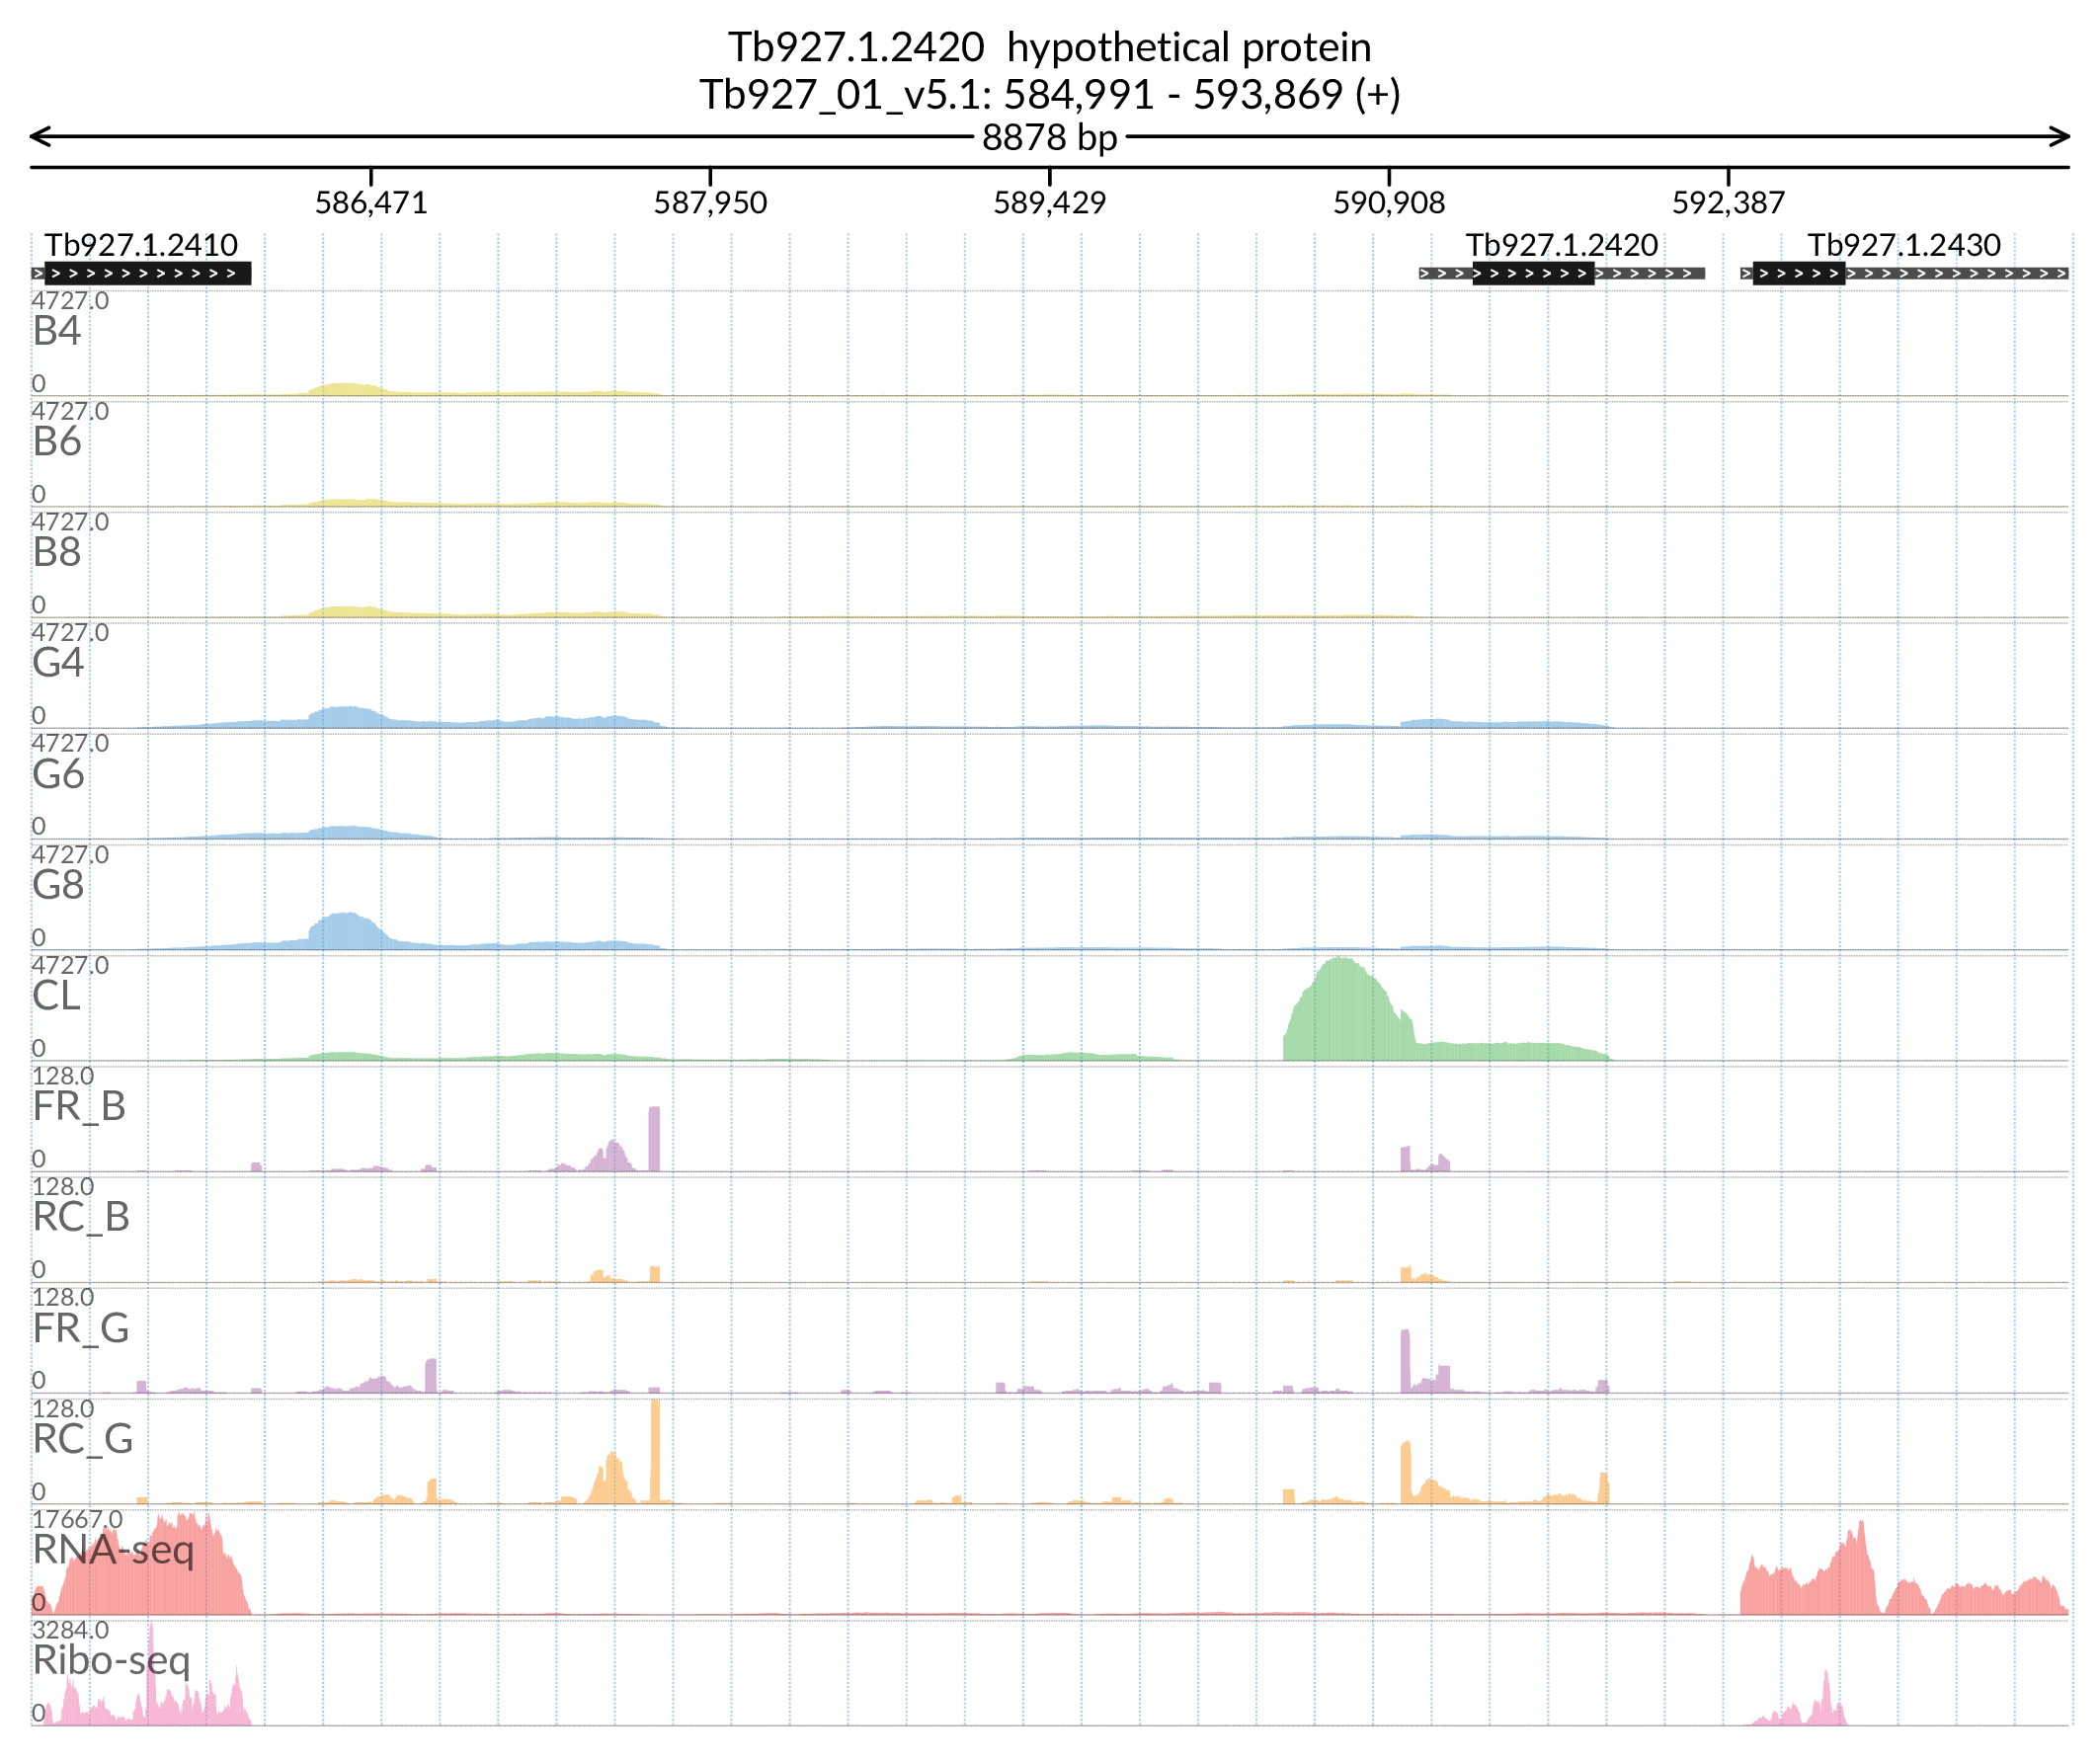 Tb927.1.2420 hypothetical protein
Tb927_01_v5.1: 584,991 - 593,869 (+)
8878 bp
586,471 587,950 589,429 590,908 592,387
Tb927.1.2410 Tb927.1.2420 Tb927.1.2430
4727.0
B4
0
4727.0
B6
0
4727.0
B8
0
4727.0
G4
0
4727.0
G6
0
4727.0
G8
0
4727.0
CL
0
128.0
FR_B
0
128.0
RC_B
0
128.0
FR_G
0
128.0
RC_G
0
17667.0
RNA-seq
0
3284.0
Ribo-seq
0